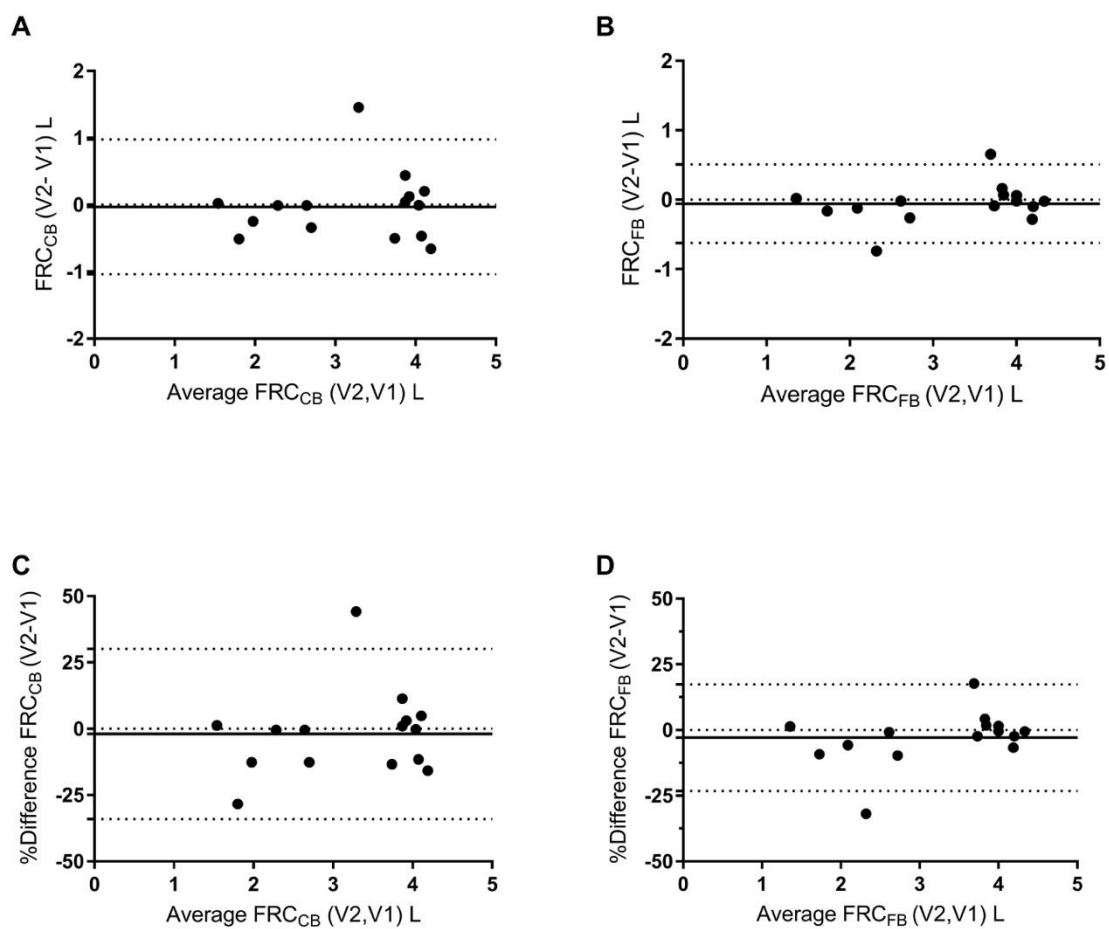 A
2
1
0
-1
-2
FRCCB (V2- V1) L
0 1 2 3 4 5
Average FRCCB (V2,V1) L
B
2
1
0
-1
-2
FRCFB (V2-V1) L
0 1 2 3 4 5
Average FRCFB (V2,V1) L
C
50
25
0
-25
-50
%Difference FRCCB (V2-V1)
0 1 2 3 4 5
Average FRCCB (V2,V1) L
D
50
25
0
-25
-50
%Difference FRCFB (V2-V1)
0 1 2 3 4 5
Average FRCFB (V2,V1) L